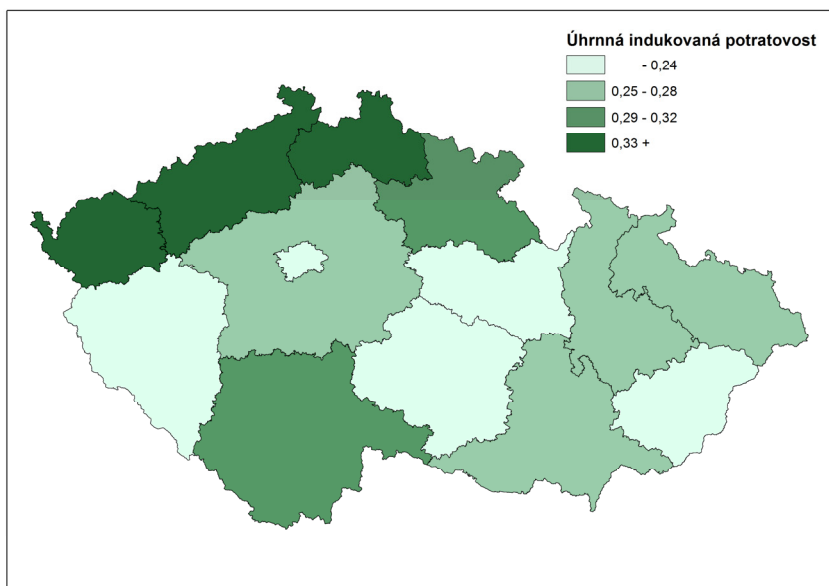 Úhrnná indukovaná potratovost
- 0,24
0,25 - 0,28
0,29 - 0,32
0,33 +